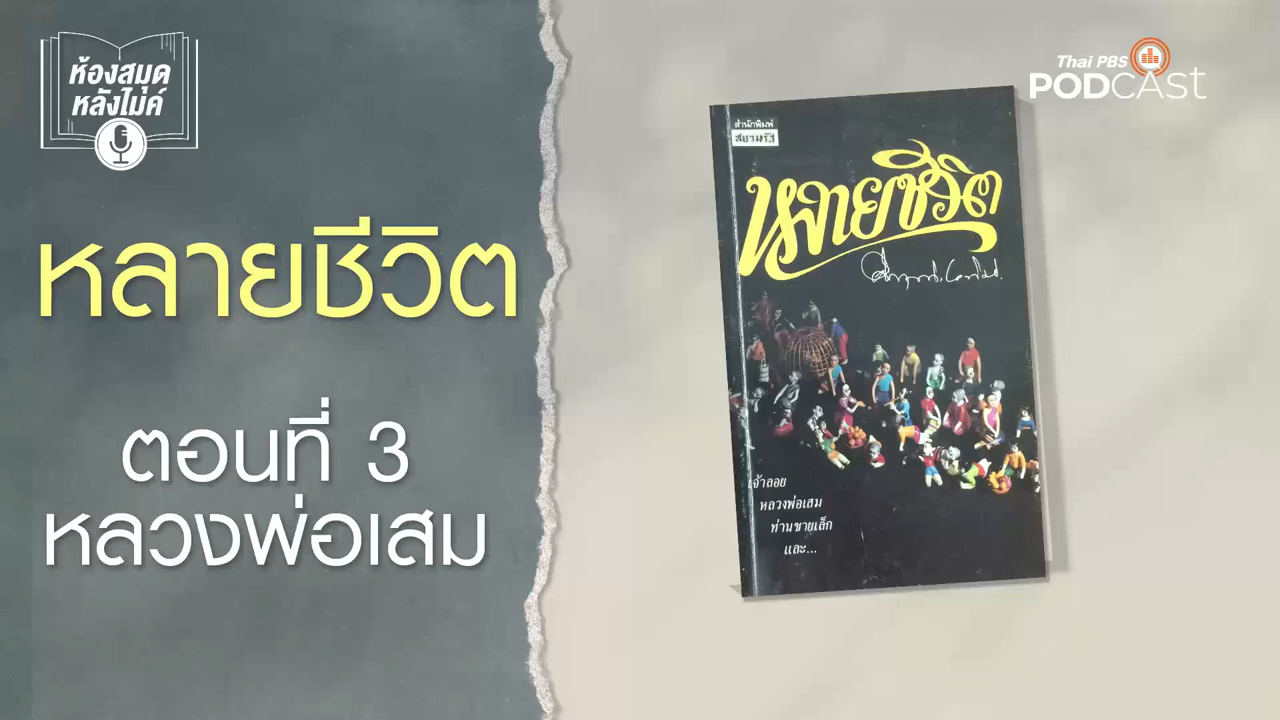 ห้องสมุด
หลังไมค์
Thai PBS
PODCAST
หลายชีวิต
ตอนที่ 3
หลวงพ่อเสม
สำนักพิมพ์
สยามรัฐ
หลายชีวิต
เจ้าลอย
หลวงพ่อเสม
ท่านชายเล็ก
และ...